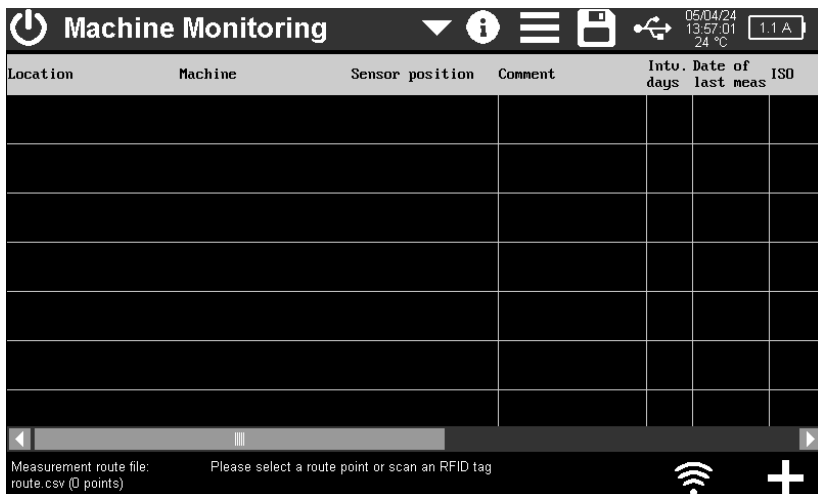 Machine Monitoring
05/04/24
13:57:01
24 °C
1.1 A
Location Machine Sensor position Comment Intv. days Date of last meas ISO
Measurement route file:
route.csv (0 points)
Please select a route point or scan an RFID tag